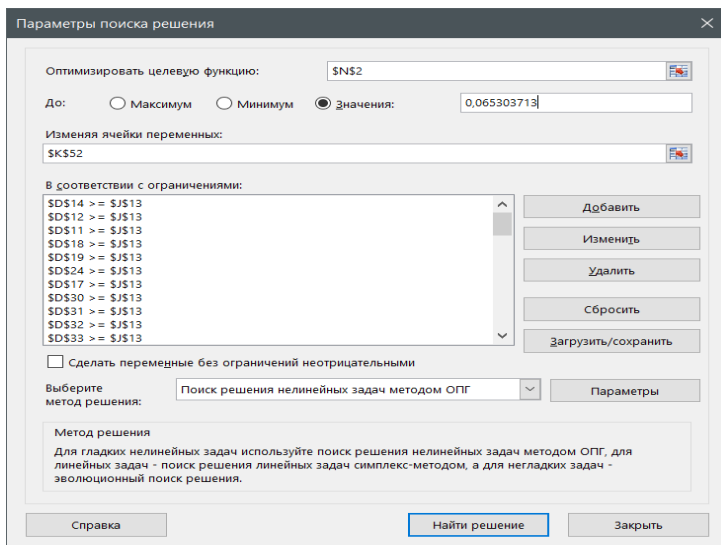 Параметры поиска решения
Оптимизировать целевую функцию: $N$2
До: Максимум Минимум Значения: 0,065303713
Изменяя ячейки переменных:
$K$52
В соответствии с ограничениями:
$D$14 >= $J$13
$D$12 >= $J$13
$D$11 >= $J$13
$D$18 >= $J$13
$D$19 >= $J$13
$D$24 >= $J$13
$D$17 >= $J$13
$D$30 >= $J$13
$D$31 >= $J$13
$D$32 >= $J$13
$D$33 >= $J$13
Добавить
Изменить
Удалить
Сбросить
Загрузить/сохранить
Сделать переменные без ограничений неотрицательными
Выберите
метод решения:
Поиск решения нелинейных задач методом ОПГ
Параметры
Метод решения
Для гладких нелинейных задач используйте поиск решения нелинейных задач методом ОПГ, для
линейных задач - поиск решения линейных задач симплекс-методом, а для негладких задач -
эволюционный поиск решения.
Справка Найти решение Закрыть